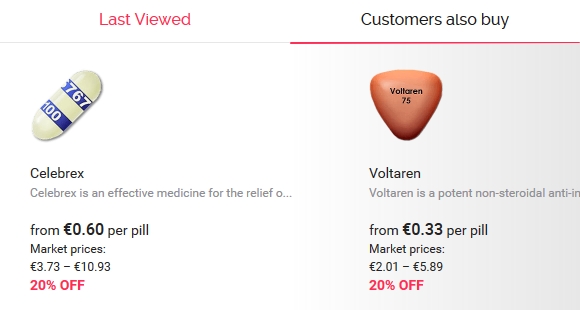 Last Viewed
Customers also buy
7767
100
Voltaren
75
Celebrex
Celebrex is an effective medicine for the relief o...
from €0.60 per pill
Market prices:
€3.73 – €10.93
20% OFF
Voltaren
Voltaren is a potent non-steroidal anti-in
from €0.33 per pill
Market prices:
€2.01 – €5.89
20% OFF